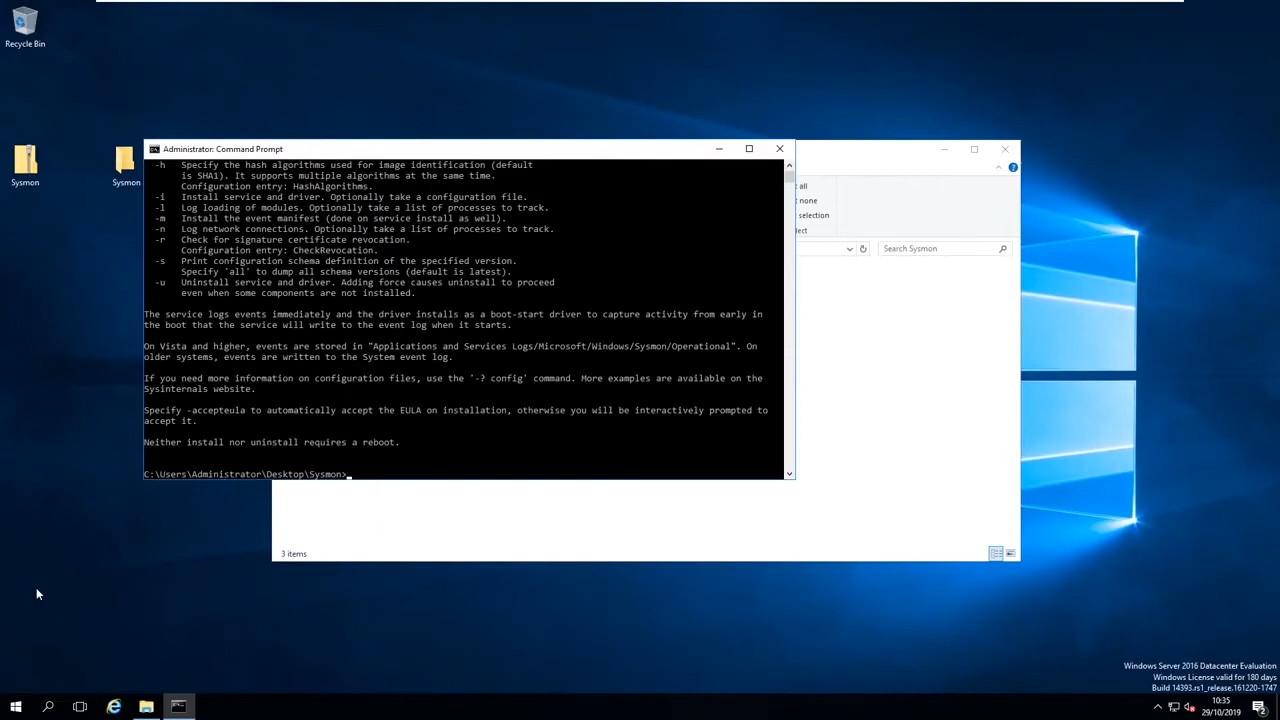 Recycle Bin
Sysmon
Sysmon
Administrator: Command Prompt
-h Specify the hash algorithms used for image identification (default
is SHA1). It supports multiple algorithms at the same time.
Configuration entry: HashAlgorithms.
-i Install service and driver. Optionally take a configuration file.
-l Log loading of modules. Optionally take a list of processes to track.
-m Install the event manifest (done on service install as well).
-n Log network connections. Optionally take a list of processes to track.
-r Check for signature certificate revocation.
Configuration entry: CheckRevocation.
-s Print configuration schema definition of the specified version.
Specify 'all' to dump all schema versions (default is latest).
-u Uninstall service and driver. Adding force causes uninstall to proceed
even when some components are not installed.
The service logs events immediately and the driver installs as a boot-start driver to capture activity from early in
the boot that the service will write to the event log when it starts.
On Vista and higher, events are stored in "Applications and Services Logs/Microsoft/Windows/Sysmon/Operational". On
older systems, events are written to the System event log.
If you need more information on configuration files, use the '-? config' command. More examples are available on the
Sysinternals website.
Specify -accepteula to automatically accept the EULA on installation, otherwise you will be interactively prompted to
accept it.
Neither install nor uninstall requires a reboot.
C:\Users\Administrator\Desktop\Sysmon>
all
t none
t selection
lect
Search Sysmon
3 items
Windows Server 2016 Datacenter Evaluation
Windows License valid for 180 days
Build 14393.rs1_release.161220-1747
10:35
29/10/2019
2